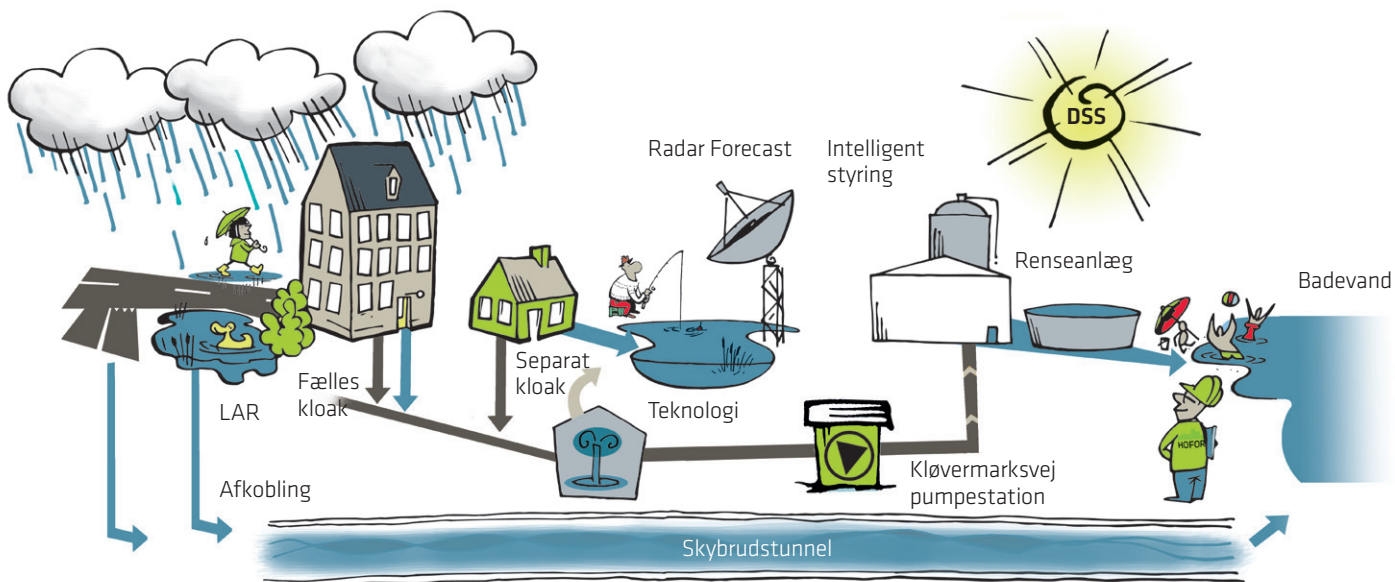 DSS
Radar Forecast
Intelligent
styring
Renseanlæg
Badevand
Separat
kloak
Fælles
kloak
LAR
Teknologi
HOFOR
Kløvermarksvej
pumpestation
Afkobling
Skybrudstunnel